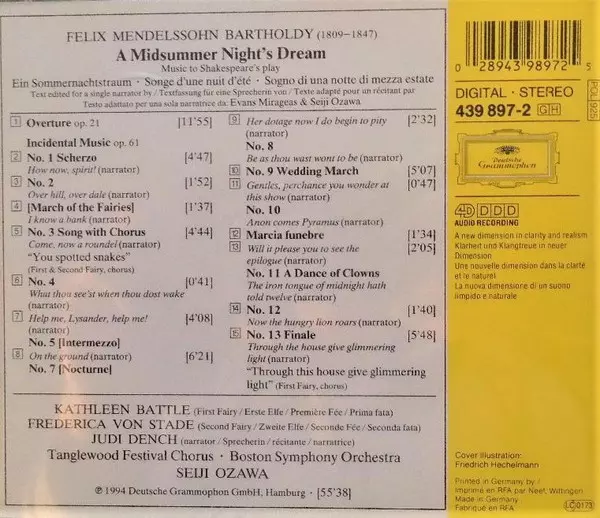 FELIX MENDELSSOHN BARTHOLDY (1809–1847)
A Midsummer Night's Dream
Music to Shakespeare's play
Ein Sommernachtstraum · Songe d'une nuit d'été · Sogno di una notte di mezza estate
Text edited for a single narrator by / Textfassung für eine Sprecherin von / Texte adapté pour un récitant par
Testo adattato per una sola narratrice da: Evans Mirageas & Seiji Ozawa
1 Overture op. 21 [11'55]
Incidental Music op. 61
2 No. 1 Scherzo [4'47]
How now, spirit! (narrator)
3 No. 2 [1'52]
Over hill, over dale (narrator)
4 [March of the Fairies] [1'37]
I know a bank (narrator)
5 No. 3 Song with Chorus [4'44]
Come, now a roundel (narrator)
"You spotted snakes"
(First & Second Fairy, chorus)
6 No. 4 [0'41]
What thou see'st when thou dost wake
(narrator)
7 Help me, Lysander, help me! [4'08]
(narrator)
No. 5 [Intermezzo]
8 On the ground (narrator) [6'21]
No. 7 [Nocturne]
9 Her dotage now I do begin to pity [2'32]
(narrator)
No. 8
Be as thou wast wont to be (narrator)
10 No. 9 Wedding March [5'07]
11 Gentles, perchance you wonder at [0'47]
this show (narrator)
No. 10
Anon comes Pyramus (narrator)
12 Marcia funebre [1'34]
13 Will it please you to see the [2'05]
epilogue (narrator)
No. 11 A Dance of Clowns
The iron tongue of midnight hath
told twelve (narrator)
14 No. 12 [1'40]
Now the hungry lion roars (narrator)
15 No. 13 Finale [5'48]
Through the house give glimmering
light (narrator)
"Through this house give glimmering
light" (First Fairy, chorus)
KATHLEEN BATTLE (First Fairy / Erste Elfe / Première Fée / Prima fata)
FREDERICA VON STADE (Second Fairy / Zweite Elfe / Seconde Fée / Seconda fata)
JUDI DENCH (narrator / Sprecherin / récitante / narratrice)
Tanglewood Festival Chorus · Boston Symphony Orchestra
SEIJI OZAWA
℗ 1994 Deutsche Grammophon GmbH, Hamburg · [55'38]
0 28943 98972 5
DIGITAL · STEREO
439 897-2 GH
POL 925
Deutsche
Grammophon
4D DDD
AUDIO RECORDING
A new dimension in clarity and realism
Klarheit und Klangtreue in neuer
Dimension
Une nouvelle dimension dans la clarté
et le naturel
La nuova dimensione di un suono
limpido e naturale
Cover Illustration:
Friedrich Hechelmann
Printed in Germany by /
Imprimé en RFA par Neef, Wittingen
Made in Germany
Fabriqué en RFA
LC 0173